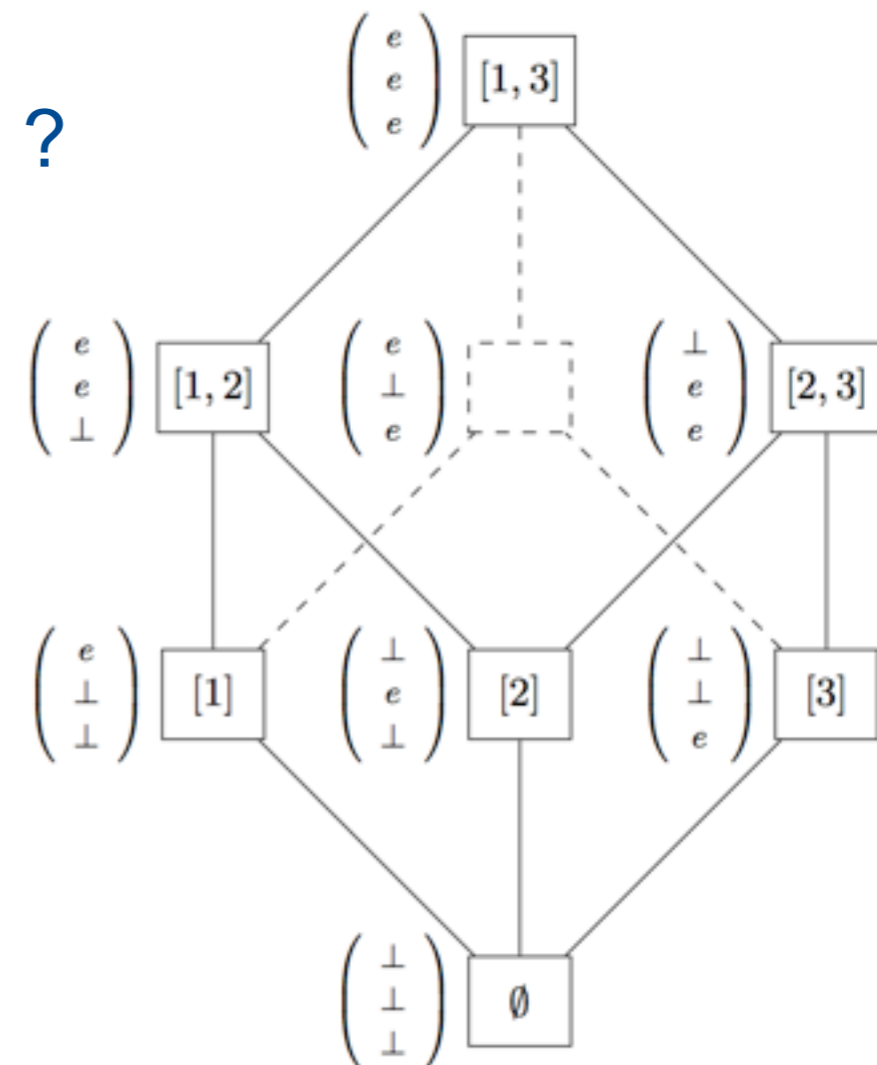 ?
( e e e ) [1, 3]
( e e ⊥ ) [1, 2] ( e ⊥ e ) ( ⊥ e e ) [2, 3]
( e ⊥ ⊥ ) [1] ( ⊥ e ⊥ ) [2] ( ⊥ ⊥ e ) [3]
( ⊥ ⊥ ⊥ ) ∅